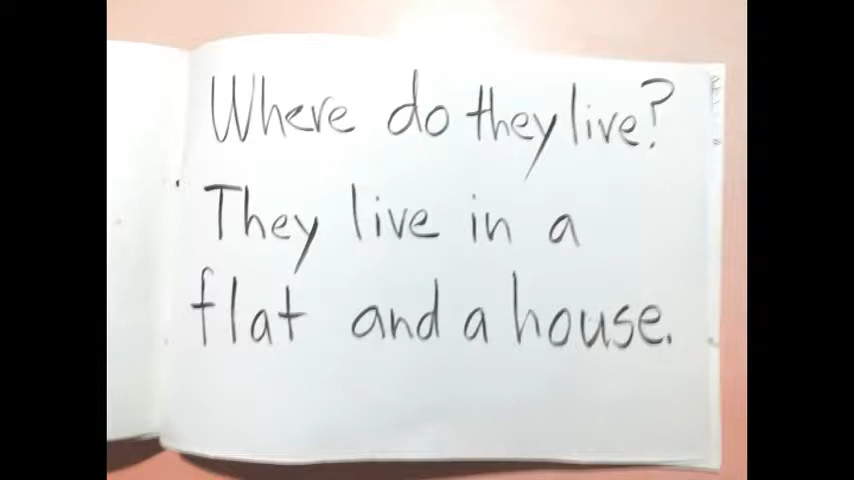 Where do they live?
They live in a
flat and a house.